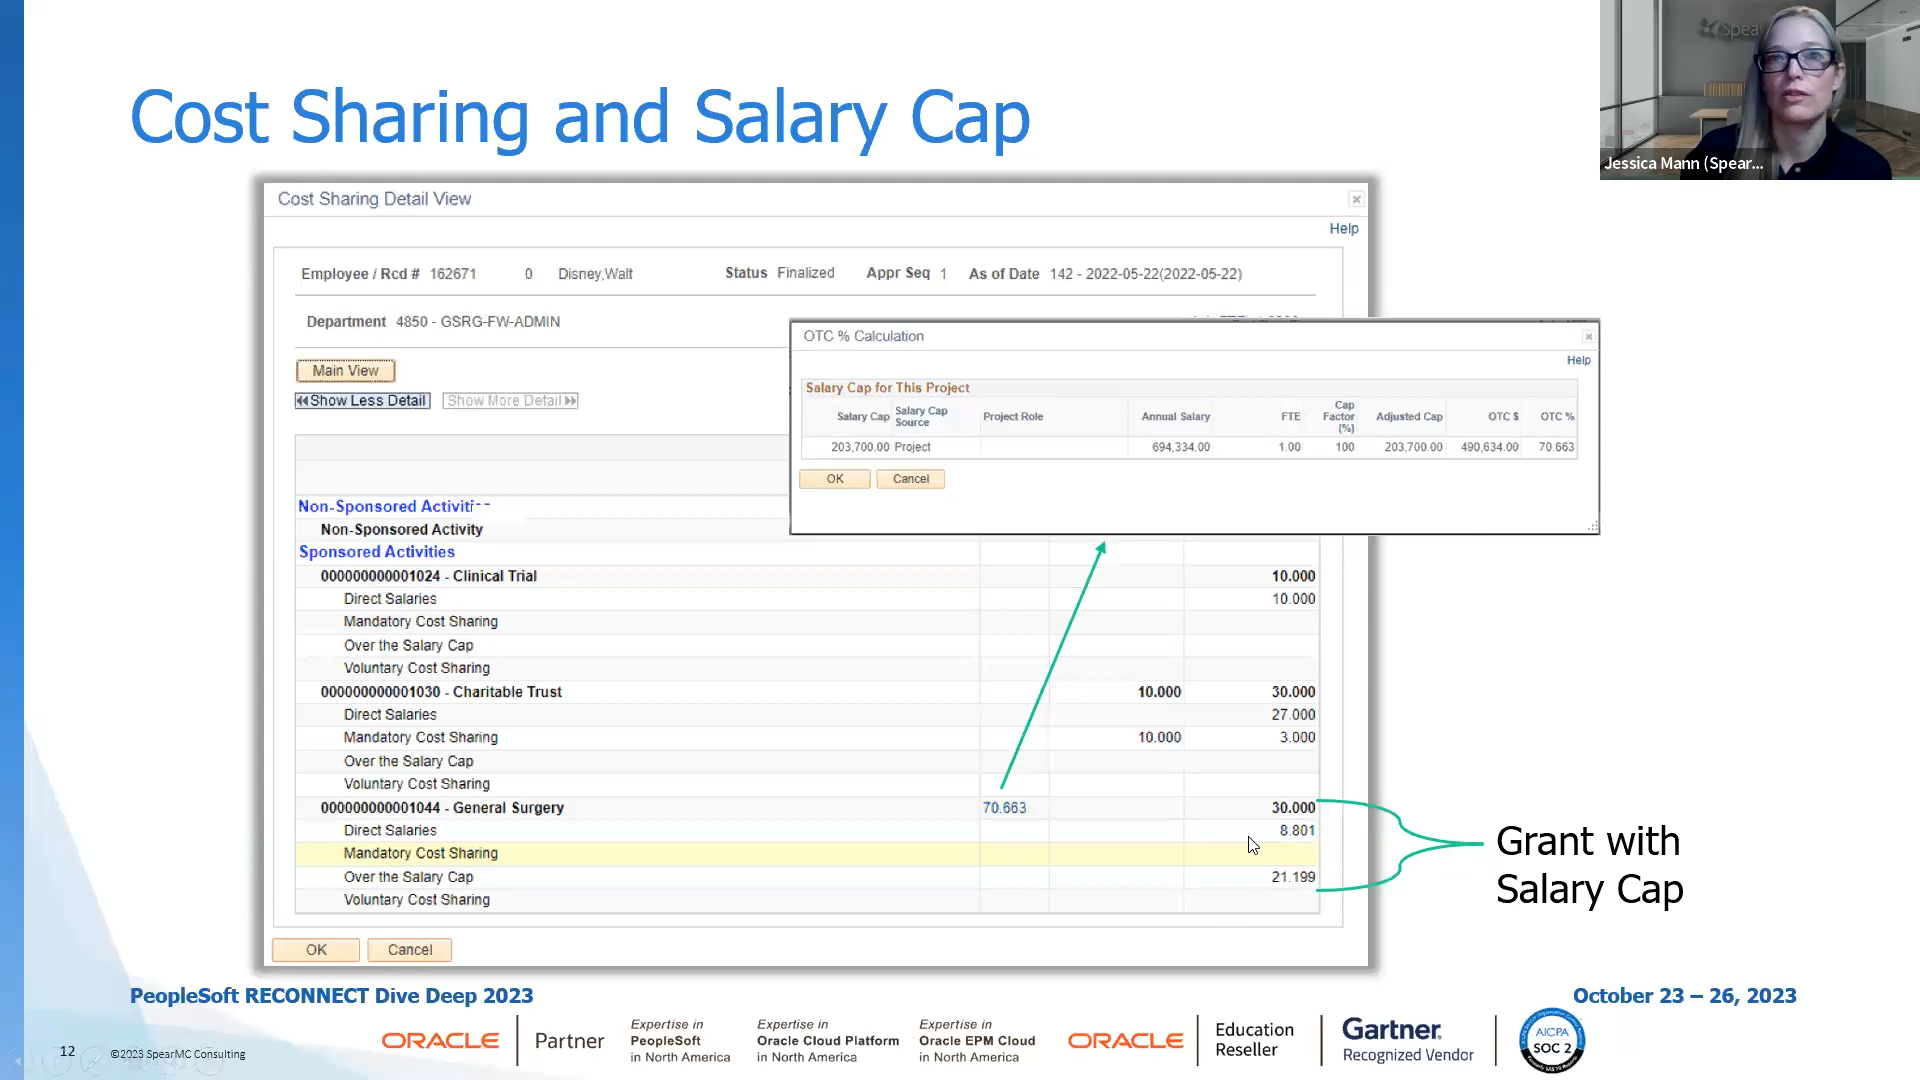 Cost Sharing and Salary Cap
Spear
Jessica Mann (Spear...
Cost Sharing Detail View
Help
Employee / Rcd # 162671 0 Disney,Walt Status Finalized Appr Seq 1 As of Date 142 - 2022-05-22(2022-05-22)
Department 4850 - GSRG-FW-ADMIN
Main View
Show Less Detail Show More Detail
OTC % Calculation
Help
Salary Cap for This Project
Salary Cap Salary Cap Source Project Role Annual Salary FTE Cap Factor (%) Adjusted Cap OTC $ OTC %
203,700.00 Project 694,334.00 1.00 100 203,700.00 490,634.00 70.663
OK Cancel
Non-Sponsored
Non-Sponsored Activity
Sponsored Activities
000000000001024 - Clinical Trial 10.000
Direct Salaries 10.000
Mandatory Cost Sharing
Over the Salary Cap
Voluntary Cost Sharing
000000000001030 - Charitable Trust 10.000 30.000
Direct Salaries 27.000
Mandatory Cost Sharing 10.000 3.000
Over the Salary Cap
Voluntary Cost Sharing
000000000001044 - General Surgery 70.663 30.000
Direct Salaries 8.801
Mandatory Cost Sharing
Over the Salary Cap 21.199
Voluntary Cost Sharing
Grant with
Salary Cap
OK Cancel
PeopleSoft RECONNECT Dive Deep 2023
October 23 – 26, 2023
12 ©2023 SpearMC Consulting
ORACLE Partner
Expertise in
PeopleSoft
in North America
Expertise in
Oracle Cloud Platform
in North America
Expertise in
Oracle EPM Cloud
in North America
ORACLE Education
Reseller
Gartner.
Recognized Vendor
AICPA
SOC 2